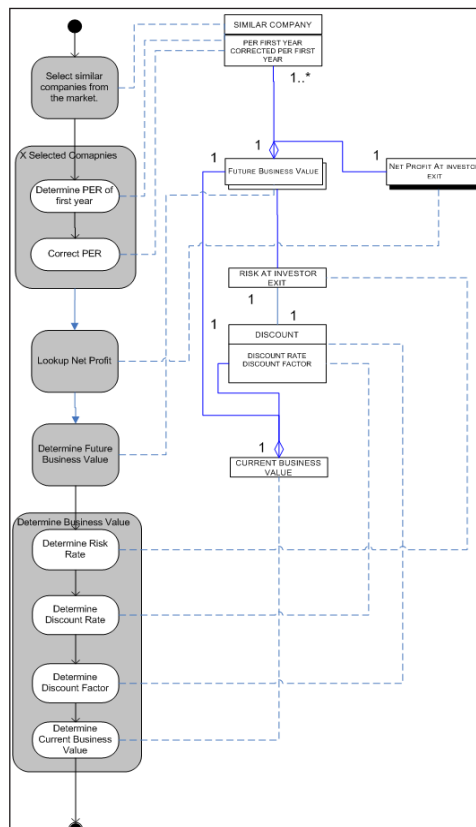 SIMILAR COMPANY
PER FIRST YEAR
CORRECTED PER FIRST
YEAR
1..*
Select similar
companies from
the market.
X Selected Comapnies
Determine PER of
first year
Correct PER
1
1
1
FUTURE BUSINESS VALUE
NET PROFIT AT INVESTOR
EXIT
RISK AT INVESTOR
EXIT
1
1
1
DISCOUNT
DISCOUNT RATE
DISCOUNT FACTOR
Lookup Net Profit
Determine Future
Business Value
1
CURRENT BUSINESS
VALUE
Determine Business Value
Determine Risk
Rate
Determine
Discount Rate
Determine
Discount Factor
Determine
Current Business
Value